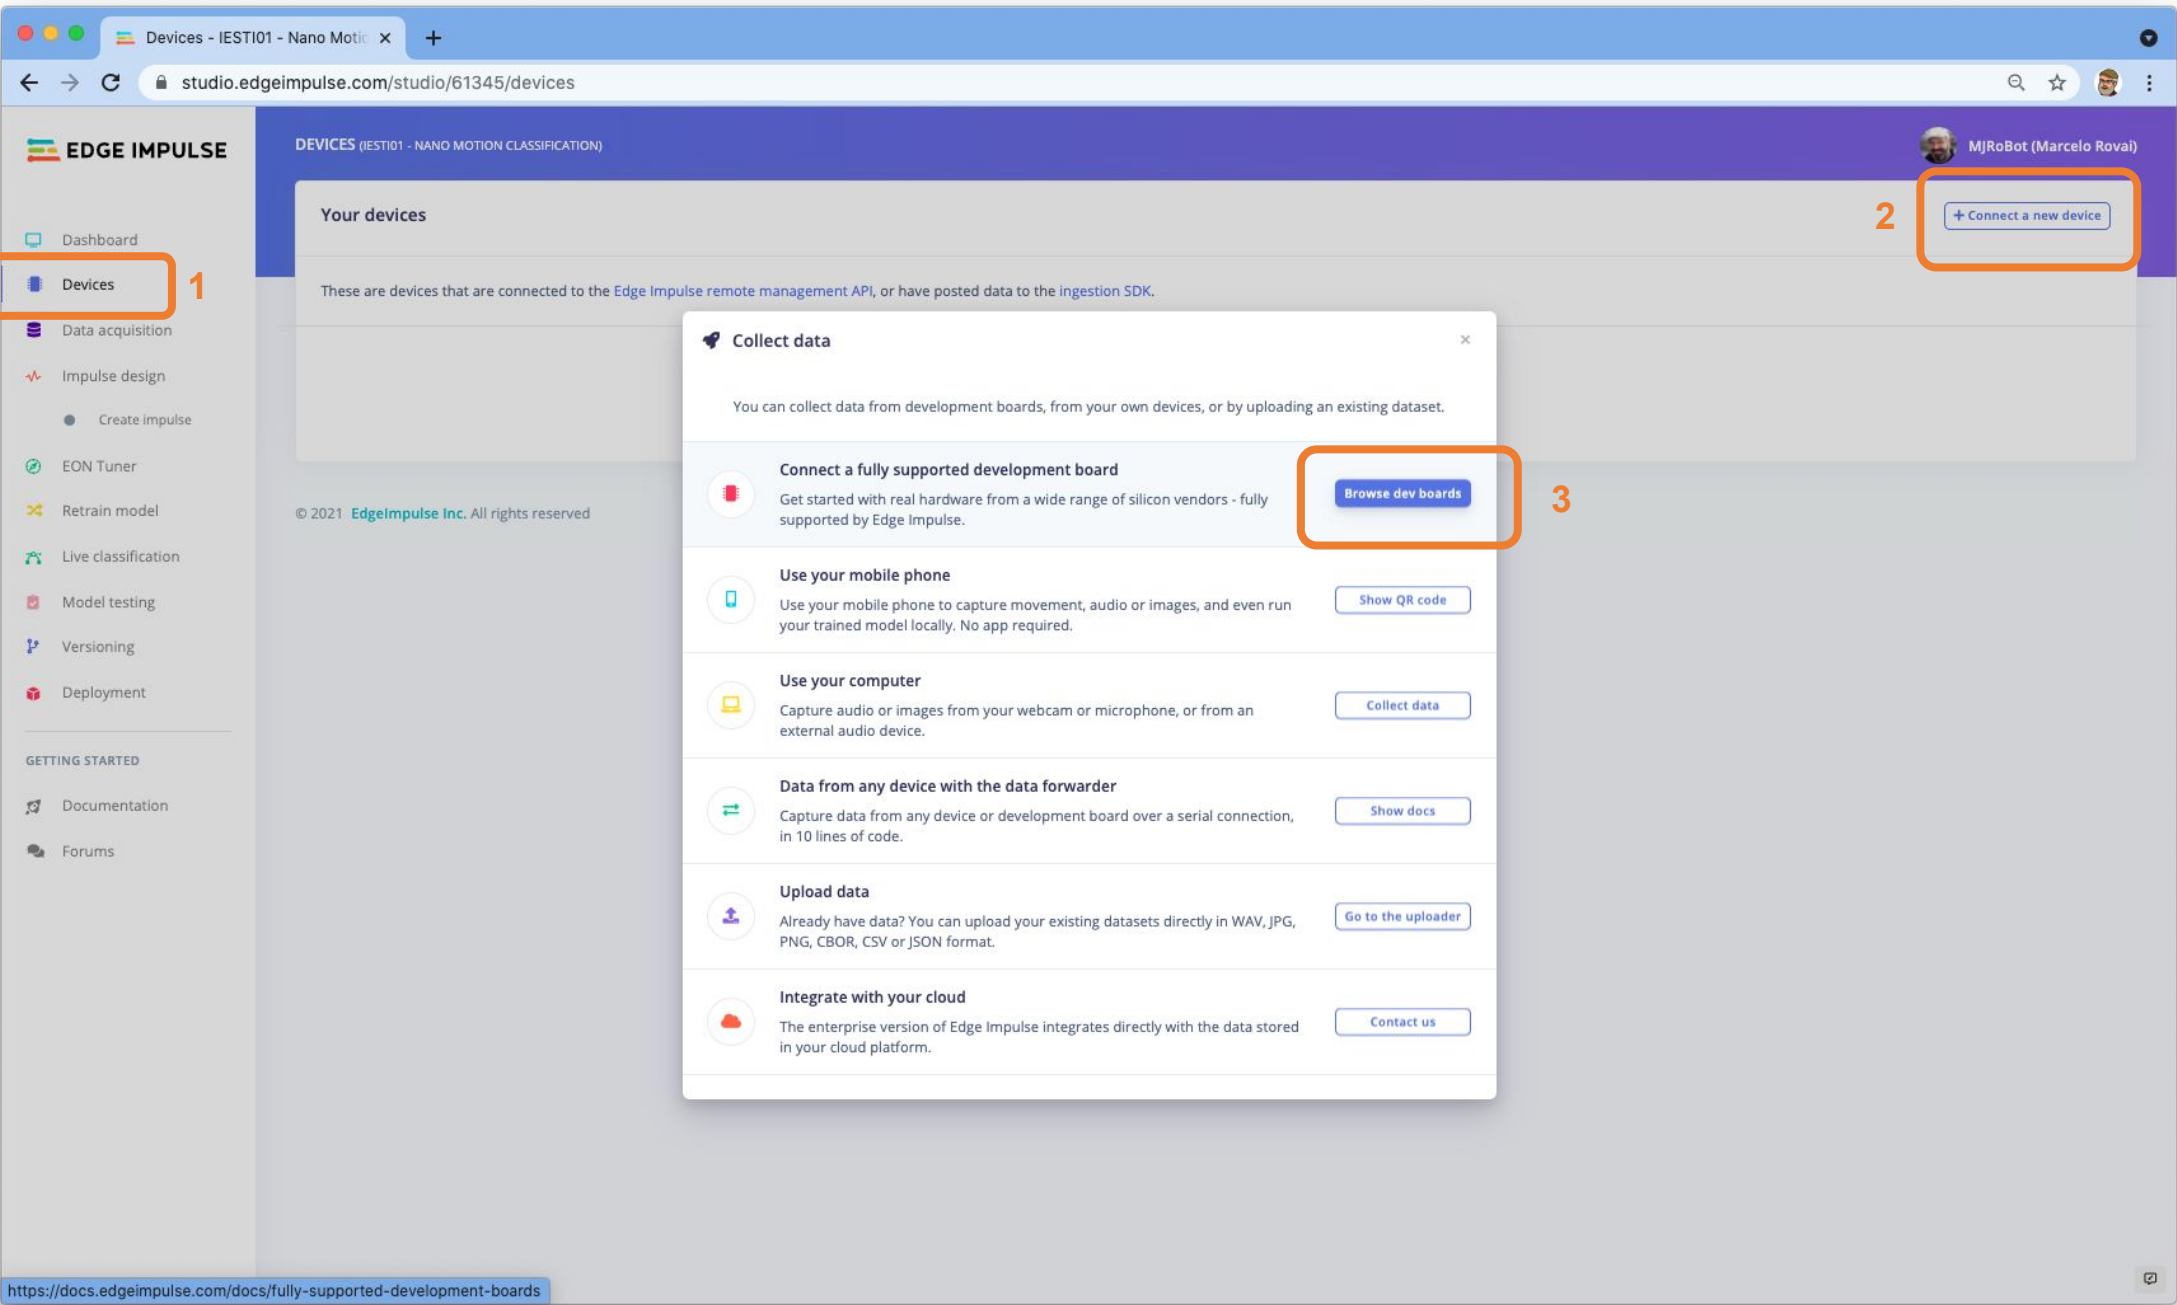 Devices - IESTI01 - Nano Motio
studio.edgeimpulse.com/studio/61345/devices
EDGE IMPULSE
DEVICES (IESTI01 - NANO MOTION CLASSIFICATION)
MJRoBot (Marcelo Rovai)
Your devices
2
+ Connect a new device
Dashboard
Devices
1
These are devices that are connected to the Edge Impulse remote management API, or have posted data to the ingestion SDK.
Data acquisition
Impulse design
Create impulse
EON Tuner
Retrain model
Live classification
Model testing
Versioning
Deployment
GETTING STARTED
Documentation
Forums
© 2021 EdgeImpulse Inc. All rights reserved
Collect data
×
You can collect data from development boards, from your own devices, or by uploading an existing dataset.
Connect a fully supported development board
Get started with real hardware from a wide range of silicon vendors - fully
supported by Edge Impulse.
Browse dev boards
3
Use your mobile phone
Use your mobile phone to capture movement, audio or images, and even run
your trained model locally. No app required.
Show QR code
Use your computer
Capture audio or images from your webcam or microphone, or from an
external audio device.
Collect data
Data from any device with the data forwarder
Capture data from any device or development board over a serial connection,
in 10 lines of code.
Show docs
Upload data
Already have data? You can upload your existing datasets directly in WAV, JPG,
PNG, CBOR, CSV or JSON format.
Go to the uploader
Integrate with your cloud
The enterprise version of Edge Impulse integrates directly with the data stored
in your cloud platform.
Contact us
https://docs.edgeimpulse.com/docs/fully-supported-development-boards